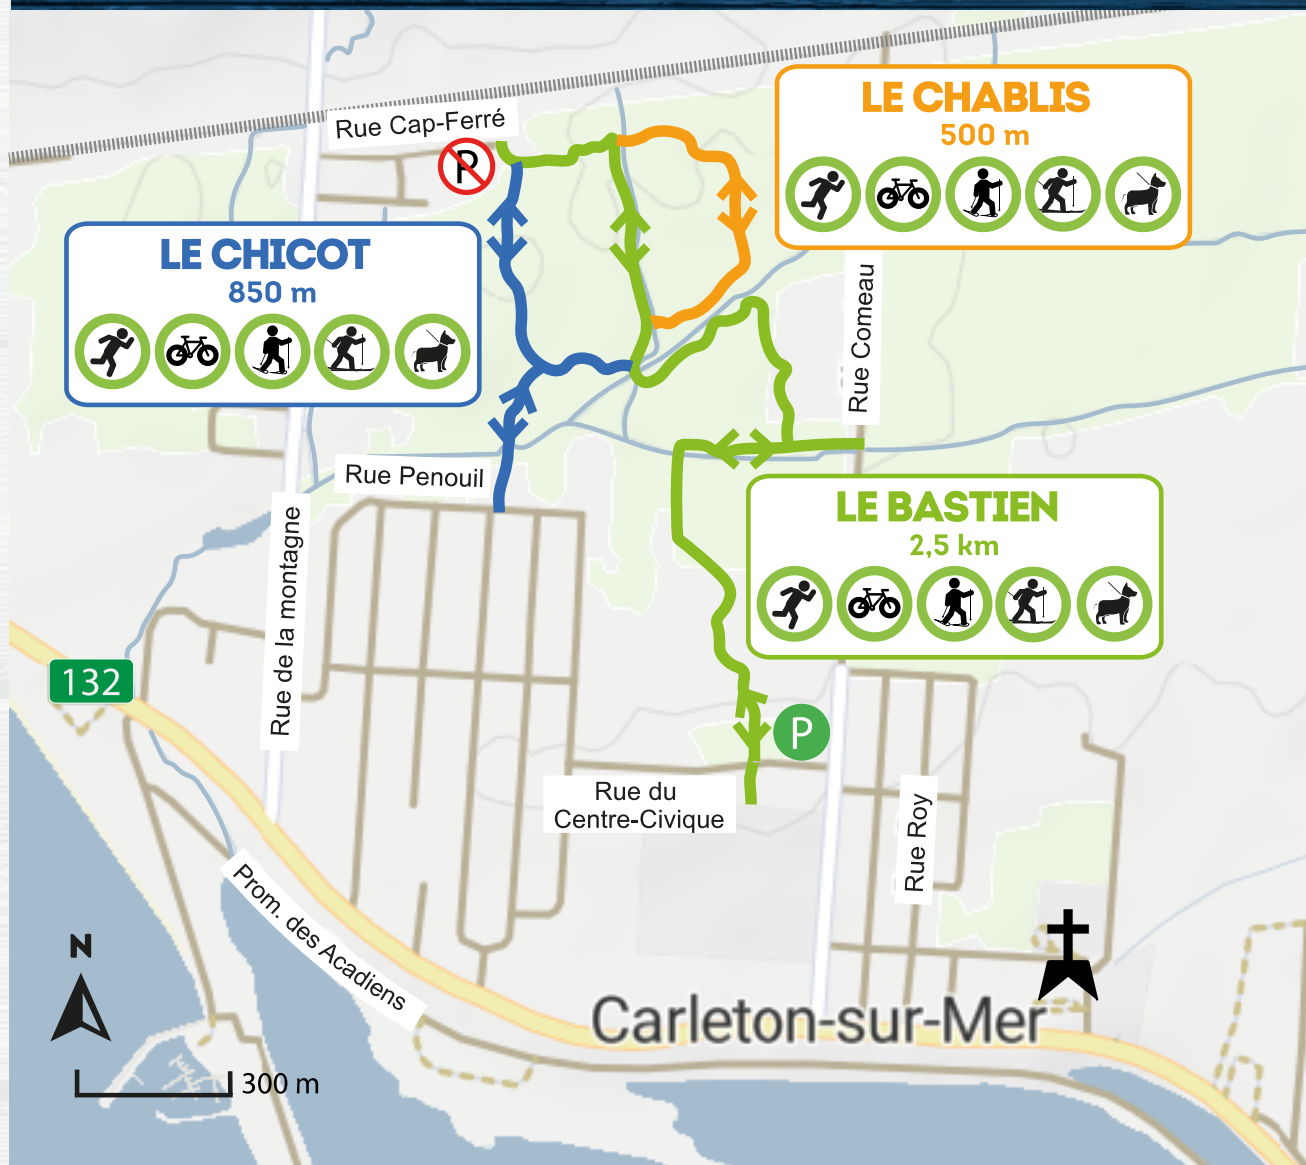 LE CHABLIS
500 m
Rue Cap-Ferré
P
LE CHICOT
850 m
Rue Comeau
Rue Penouil
LE BASTIEN
2,5 km
Rue de la montagne
132
P
Rue du
Centre-Civique
Rue Roy
Prom. des Acadiens
N
Carleton-sur-Mer
300 m